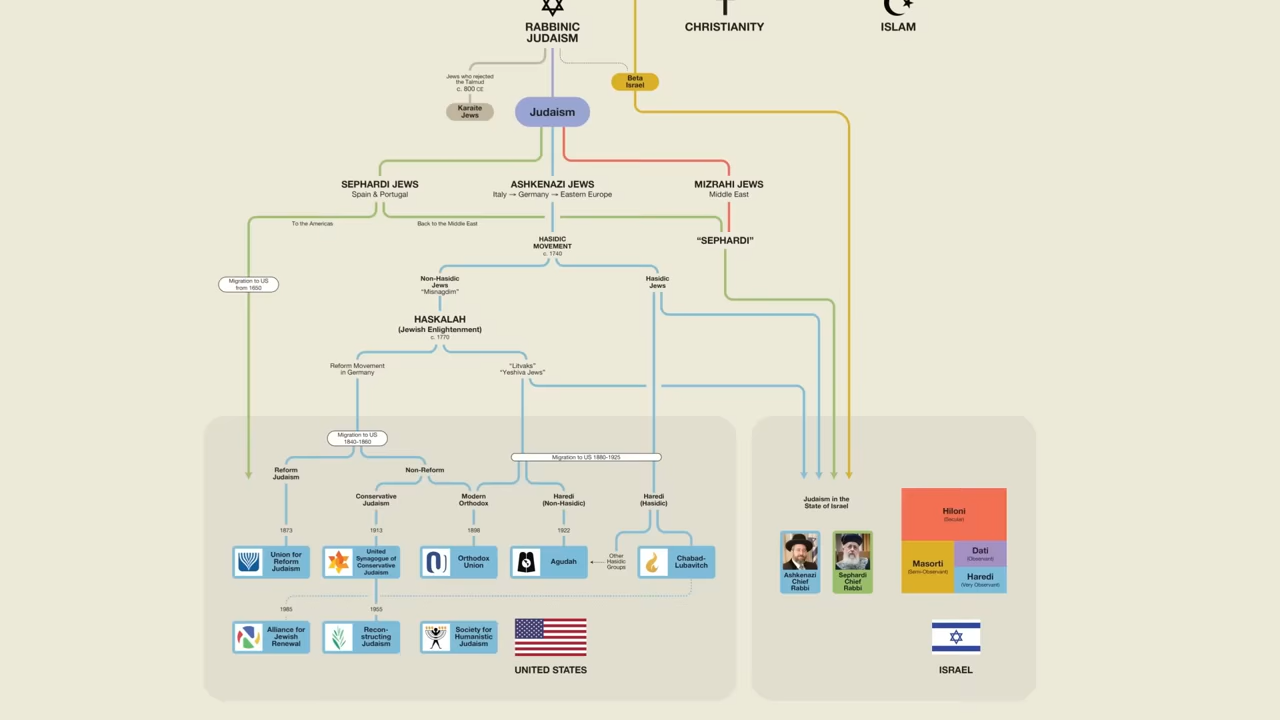 RABBINIC
JUDAISM
CHRISTIANITY
ISLAM
Jews who rejected
the Talmud
c. 800 CE
Karaite
Jews
Beta
Israel
Judaism
SEPHARDI JEWS
Spain & Portugal
ASHKENAZI JEWS
Italy → Germany → Eastern Europe
MIZRAHI JEWS
Middle East
To the Americas
Back to the Middle East
"SEPHARDI"
HASIDIC
MOVEMENT
c. 1740
Migration to US
from 1650
Non-Hasidic
Jews
"Misnagdim"
Hasidic
Jews
HASKALAH
(Jewish Enlightenment)
c. 1770
Reform Movement
in Germany
"Litvaks"
"Yeshiva Jews"
Migration to US
1840-1860
Migration to US 1880-1925
Reform
Judaism
Non-Reform
Conservative
Judaism
Modern
Orthodox
Haredi
(Non-Hasidic)
Haredi
(Hasidic)
1873
1913
1898
1922
Union for
Reform
Judaism
United
Synagogue of
Conservative
Judaism
Orthodox
Union
Agudah
Other
Hasidic
Groups
Chabad-
Lubavitch
1985
1955
Alliance for
Jewish
Renewal
Recon-
structing
Judaism
Society for
Humanistic
Judaism
UNITED STATES
Judaism in the
State of Israel
Ashkenazi
Chief
Rabbi
Sephardi
Chief
Rabbi
Hiloni
(Secular)
Masorti
(Semi-Observant)
Dati
(Observant)
Haredi
(Very Observant)
ISRAEL